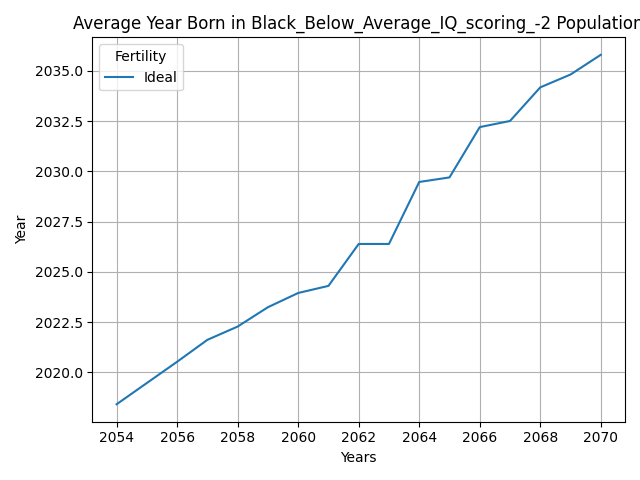 Average Year Born in Black_Below_Average_IQ_scoring_-2 Population
Fertility
Ideal
2035.0
2032.5
2030.0
2027.5
2025.0
2022.5
2020.0
Year
2054 2056 2058 2060 2062 2064 2066 2068 2070
Years